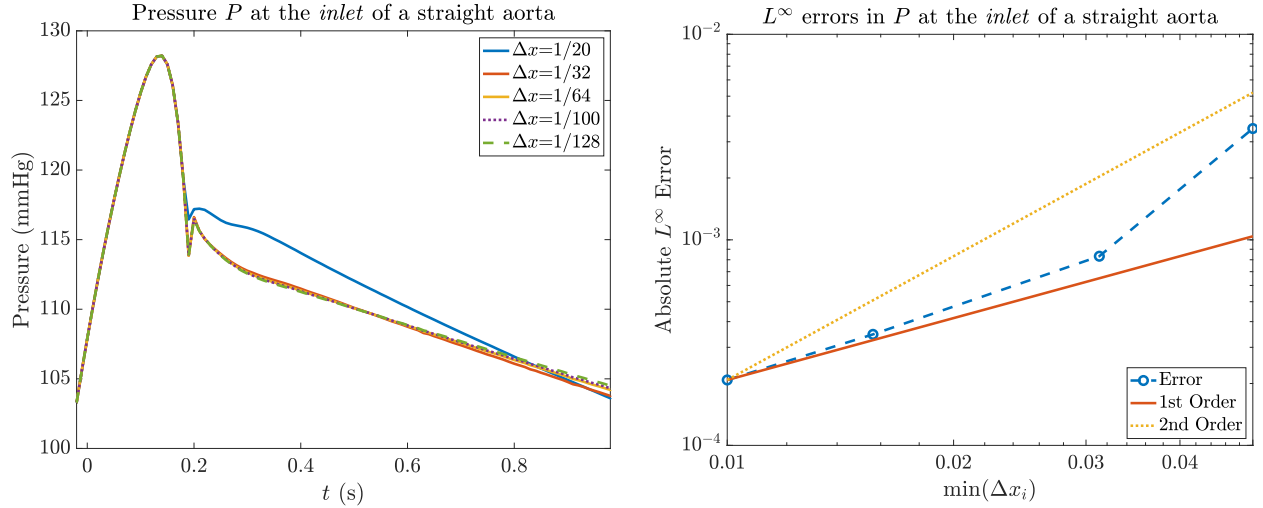 Pressure P at the inlet of a straight aorta
130
125
120
115
110
105
100
Pressure (mmHg)
0
0.2
0.4
0.6
0.8
t (s)
Δx=1/20
Δx=1/32
Δx=1/64
Δx=1/100
Δx=1/128
L∞ errors in P at the inlet of a straight aorta
10⁻²
10⁻³
10⁻⁴
Absolute L∞ Error
0.01
0.02
0.03
0.04
min(Δxᵢ)
Error
1st Order
2nd Order